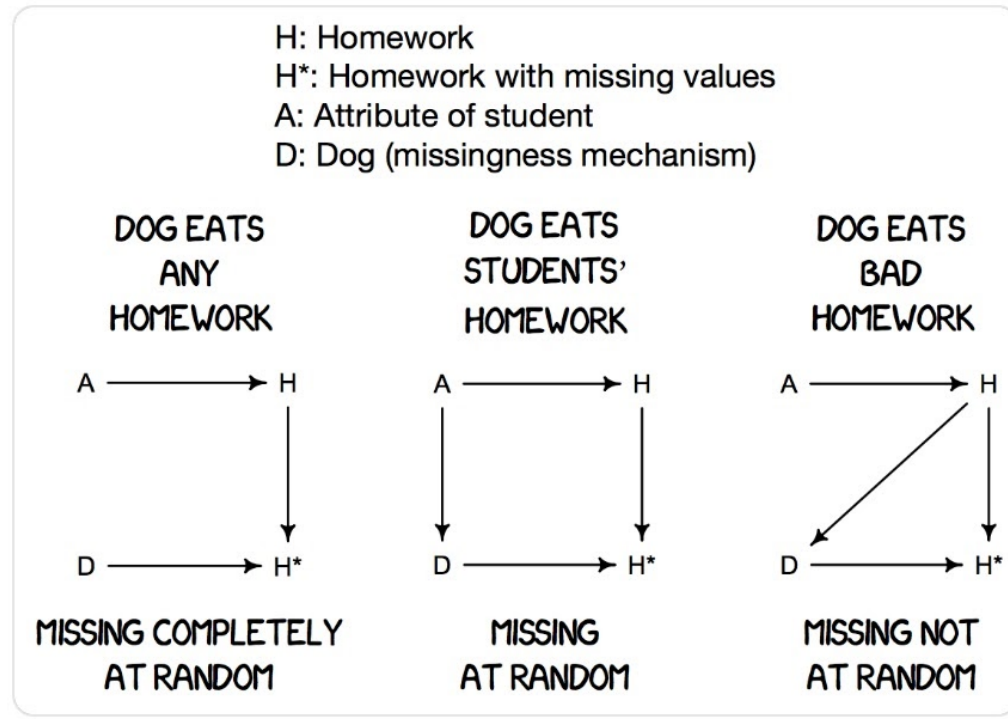 H: Homework
H*: Homework with missing values
A: Attribute of student
D: Dog (missingness mechanism)
DOG EATS
ANY
HOMEWORK
A
H
D
H*
MISSING COMPLETELY
AT RANDOM
DOG EATS
STUDENTS’
HOMEWORK
A
H
D
H*
MISSING
AT RANDOM
DOG EATS
BAD
HOMEWORK
A
H
D
H*
MISSING NOT
AT RANDOM